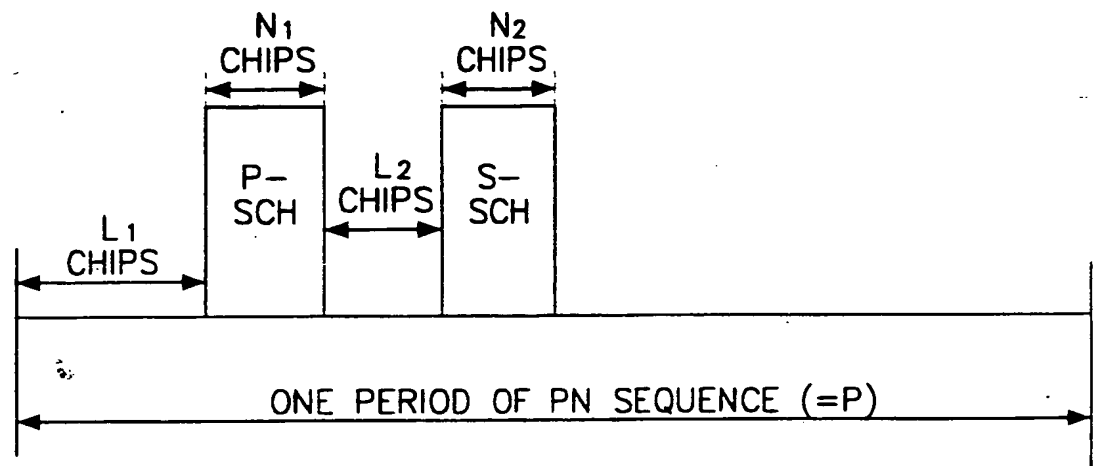 N1
CHIPS
N2
CHIPS
P-
SCH
L2
CHIPS
S-
SCH
L1
CHIPS
ONE PERIOD OF PN SEQUENCE (=P)